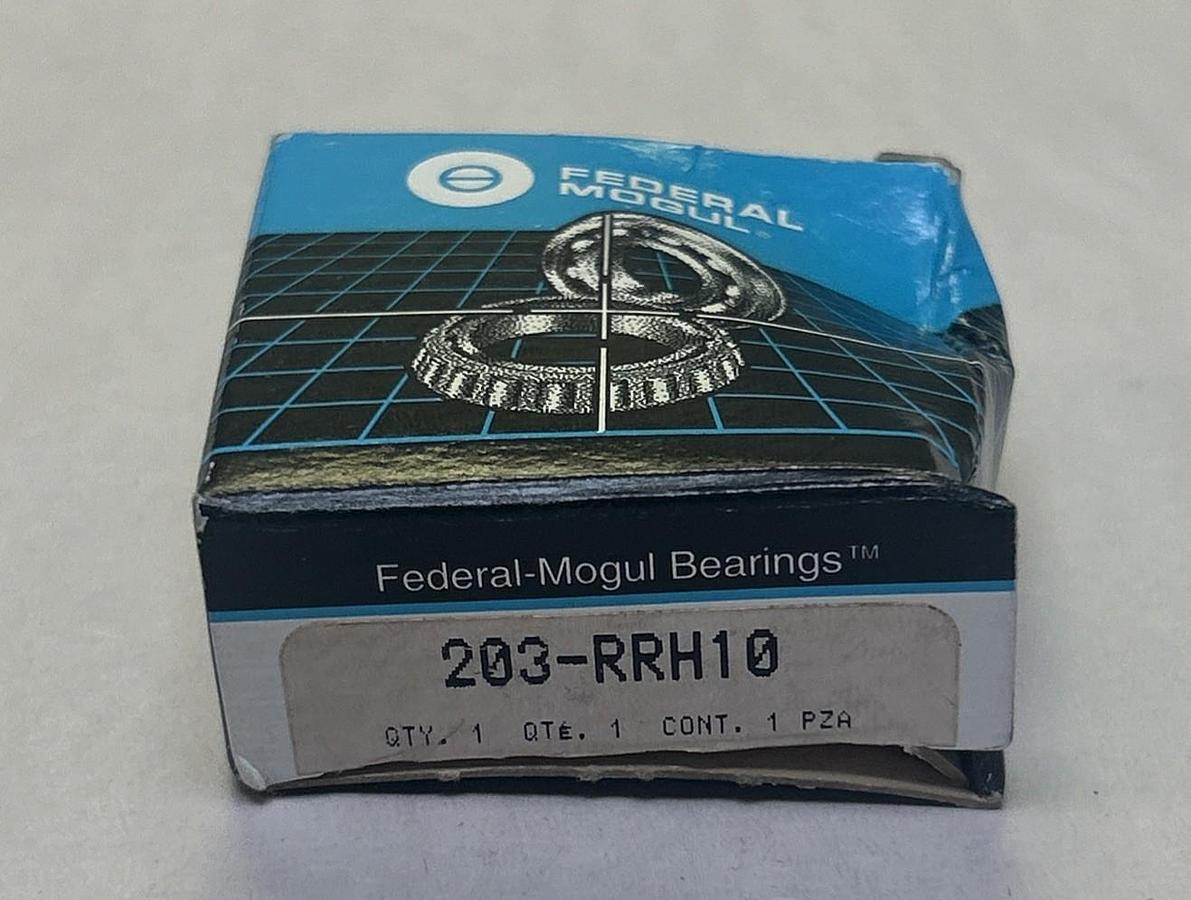 FEDERAL
MOGUL®
Federal-Mogul Bearings™
203-RRH10
QTY. 1 QTÉ. 1 CONT. 1 PZA